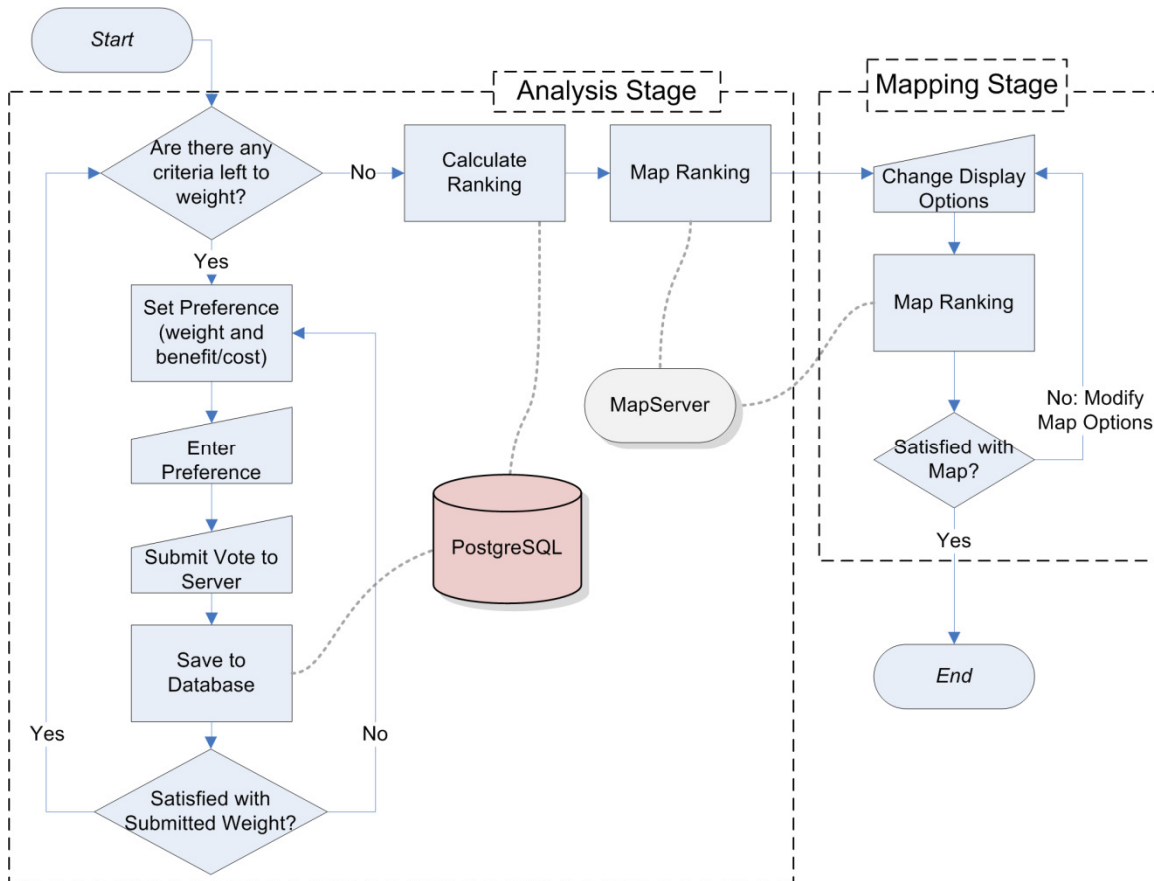 Start
Analysis Stage
Mapping Stage
Are there any
criteria left to
weight?
No
Calculate
Ranking
Map Ranking
Change Display
Options
Yes
Set Preference
(weight and
benefit/cost)
Map Ranking
MapServer
No: Modify
Map Options
Enter
Preference
Satisfied with
Map?
Submit Vote to
Server
PostgreSQL
Yes
Save to
Database
End
Yes
No
Satisfied with
Submitted Weight?